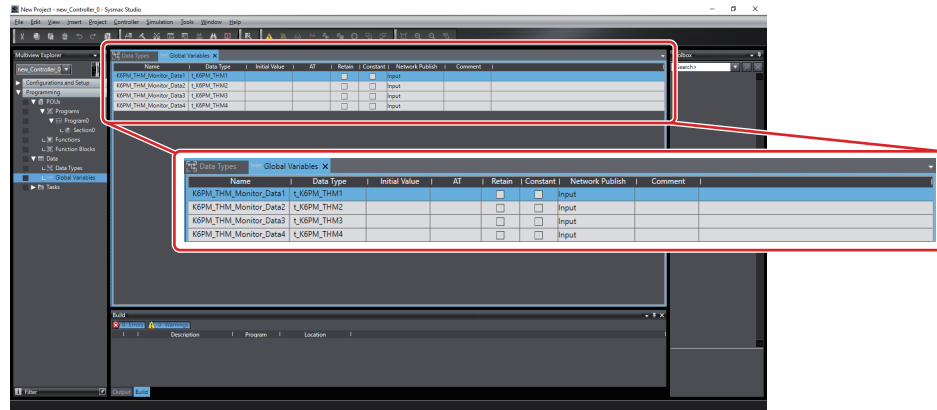 New Project - new_Controller_0 - Sysmac Studio
File Edit View Insert Project Controller Simulation Tools Window Help
Multiview Explorer
new_Controller_0
Configurations and Setup
Programming
POUs
Programs
Program0
Section0
Functions
Function Blocks
Data
Data Types
Global Variables
Tasks
Filter
Data Types Global Variables X
Name Data Type Initial Value AT Retain Constant Network Publish Comment
K6PM_THM_Monitor_Data1 t_K6PM_THM1 Input
K6PM_THM_Monitor_Data2 t_K6PM_THM2 Input
K6PM_THM_Monitor_Data3 t_K6PM_THM3 Input
K6PM_THM_Monitor_Data4 t_K6PM_THM4 Input
Data Types Global Variables X
Name Data Type Initial Value AT Retain Constant Network Publish Comment
K6PM_THM_Monitor_Data1 t_K6PM_THM1 Input
K6PM_THM_Monitor_Data2 t_K6PM_THM2 Input
K6PM_THM_Monitor_Data3 t_K6PM_THM3 Input
K6PM_THM_Monitor_Data4 t_K6PM_THM4 Input
Build
Description Program Location
Output Build